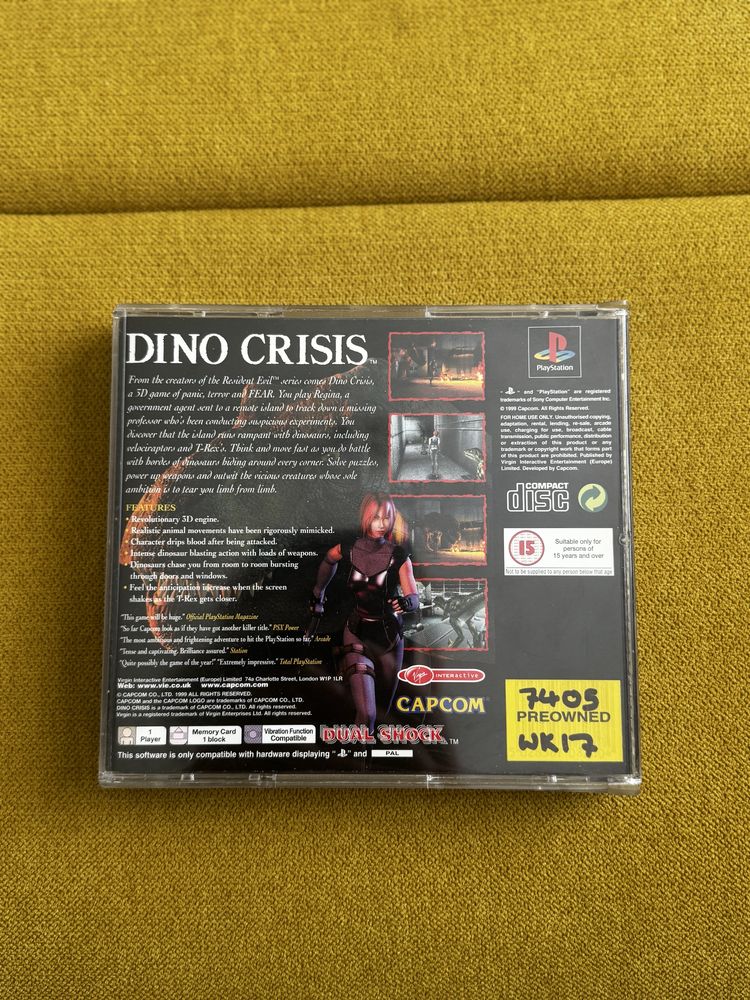 DINO CRISIS™
From the creators of the Resident Evil™ series comes Dino Crisis,
a 3D game of panic, terror and FEAR. You play Regina, a
government agent sent to a remote island to track down a missing
professor who's been conducting suspicious experiments. You
discover that the island runs rampant with dinosaurs, including
velociraptors and T-Rex's. Think and move fast as you do battle
with hordes of dinosaurs hiding around every corner. Solve puzzles,
power up weapons and outwit the vicious creatures whose sole
ambition is to tear you limb from limb.
FEATURES
• Revolutionary 3D engine.
• Realistic animal movements have been rigorously mimicked.
• Character drips blood after being attacked.
• Intense dinosaur blasting action with loads of weapons.
• Dinosaurs chase you from room to room bursting
through doors and windows.
• Feel the anticipation increase when the screen
shakes as the T-Rex gets closer.
"This game will be huge." Official PlayStation Magazine
"So far Capcom look as if they have got another killer title." PSX Power
"The most ambitious and frightening adventure to hit the PlayStation so far." Arcade
"Tense and captivating. Brilliance assured." Station
"Quite possibly the game of the year!" "Extremely impressive." Total PlayStation
Virgin Interactive Entertainment (Europe) Limited 74a Charlotte Street, London W1P 1LR
Web: www.vie.co.uk www.capcom.com
© CAPCOM CO., LTD. 1999 ALL RIGHTS RESERVED.
CAPCOM and the CAPCOM LOGO are trademarks of CAPCOM CO., LTD.
DINO CRISIS is a trademark of CAPCOM CO., LTD. All rights reserved.
Virgin is a registered trademark of Virgin Enterprises Ltd. All rights reserved.
1
Player
Memory Card
1 block
Vibration Function
Compatible
DUAL SHOCK™
This software is only compatible with hardware displaying " " and PAL
Virgin INTERactive
CAPCOM
PlayStation
" " and "PlayStation" are registered
trademarks of Sony Computer Entertainment Inc.
© 1999 Capcom. All Rights Reserved.
FOR HOME USE ONLY. Unauthorised copying,
adaptation, rental, lending, re-sale, arcade
use, charging for use, broadcast, cable
transmission, public performance, distribution
or extraction of this product or any
trademark or copyright work that forms part
of this product are prohibited. Published by
Virgin Interactive Entertainment (Europe)
Limited. Developed by Capcom.
COMPACT
disc
15
Suitable only for
persons of
15 years and over
Not to be supplied to any person below that age
7405
PREOWNED
WK17